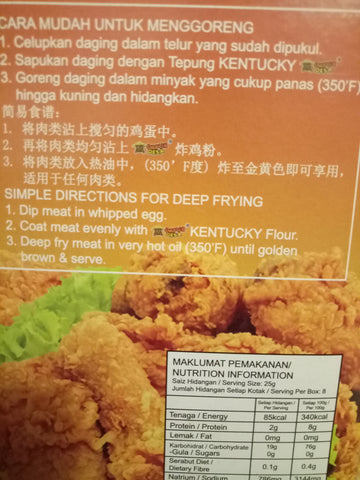 CARA MUDAH UNTUK MENGGORENG
1. Celupkan daging dalam telur yang sudah dipukul.
2. Sapukan daging dengan Tepung KENTUCKY
3. Goreng daging dalam minyak yang cukup panas (350'F)
hingga kuning dan hidangkan.
简易食谱:
1. 将肉类沾上搅匀的鸡蛋中。
2. 再将肉类均匀沾上 炸鸡粉。
3. 将肉类放入热油中,(350'F度) 炸至金黄色即可享用,
适用于任何肉类。
SIMPLE DIRECTIONS FOR DEEP FRYING
1. Dip meat in whipped egg.
2. Coat meat evenly with KENTUCKY Flour.
3. Deep fry meat in very hot oil (350'F) until golden
brown & serve.
MAKLUMAT PEMAKANAN/
NUTRITION INFORMATION
Saiz Hidangan / Serving Size: 25g
Jumlah Hidangan Setiap Kotak / Serving Per Box: 8
Setiap Hidangan / Per Serving Setiap 100g / Per 100g
Tenaga / Energy 85kcal 340kcal
Protein / Protein 2g 8g
Lemak / Fat 0mg 0mg
Karbohidrat / Carbohydrate 19g 76g
-Gula / Sugars 0g 0g
Serabut Diet /
Dietary Fibre 0.1g 0.4g
Natrium / Sodium 786mg 3144mg